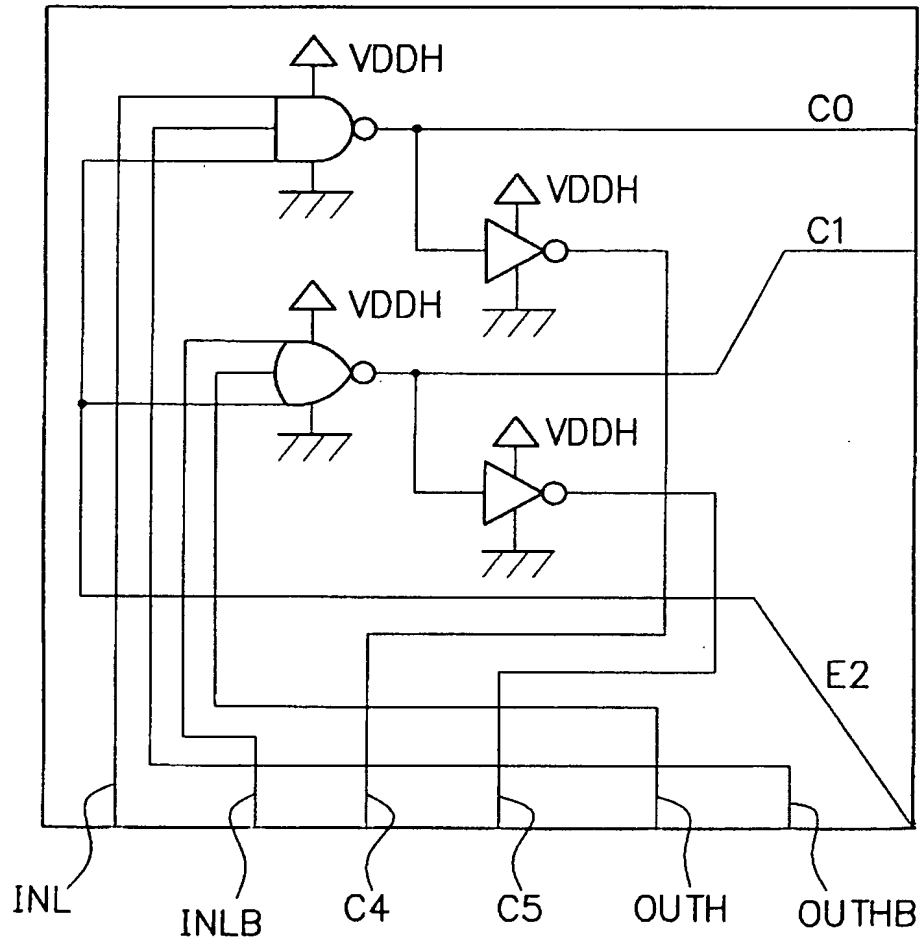 VDDH
C0
VDDH
C1
VDDH
VDDH
E2
INL
INLB
C4
C5
OUTH
OUTHB